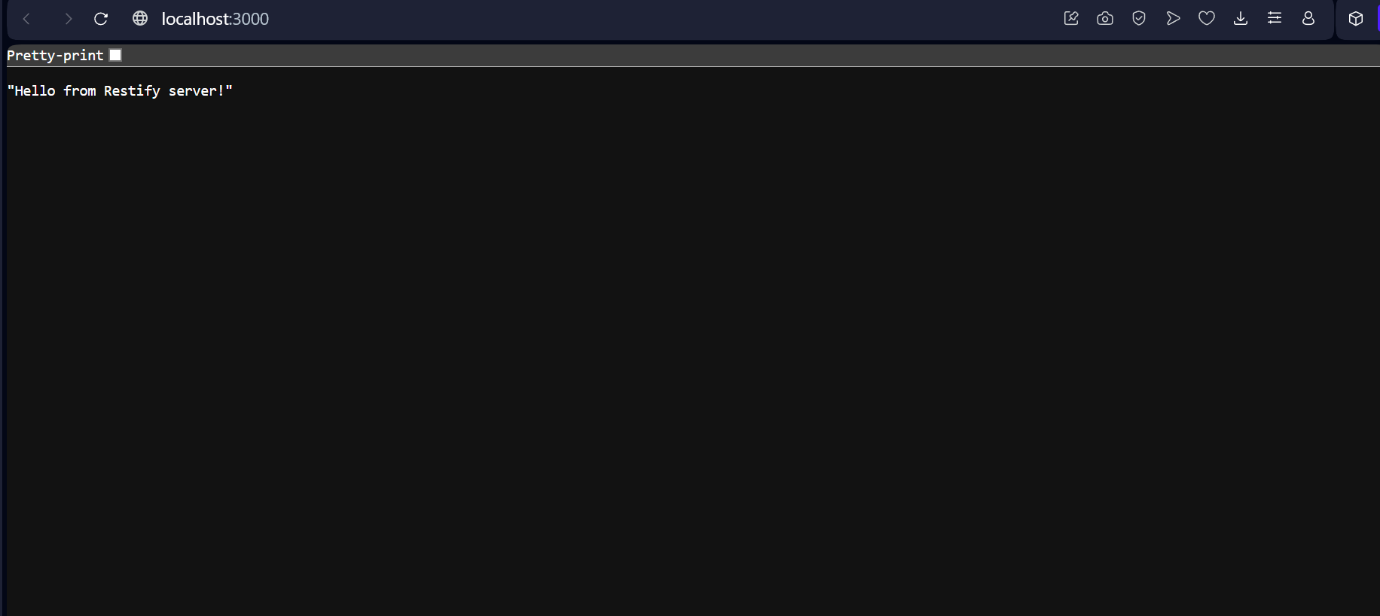 localhost:3000
Pretty-print
"Hello from Restify server!"